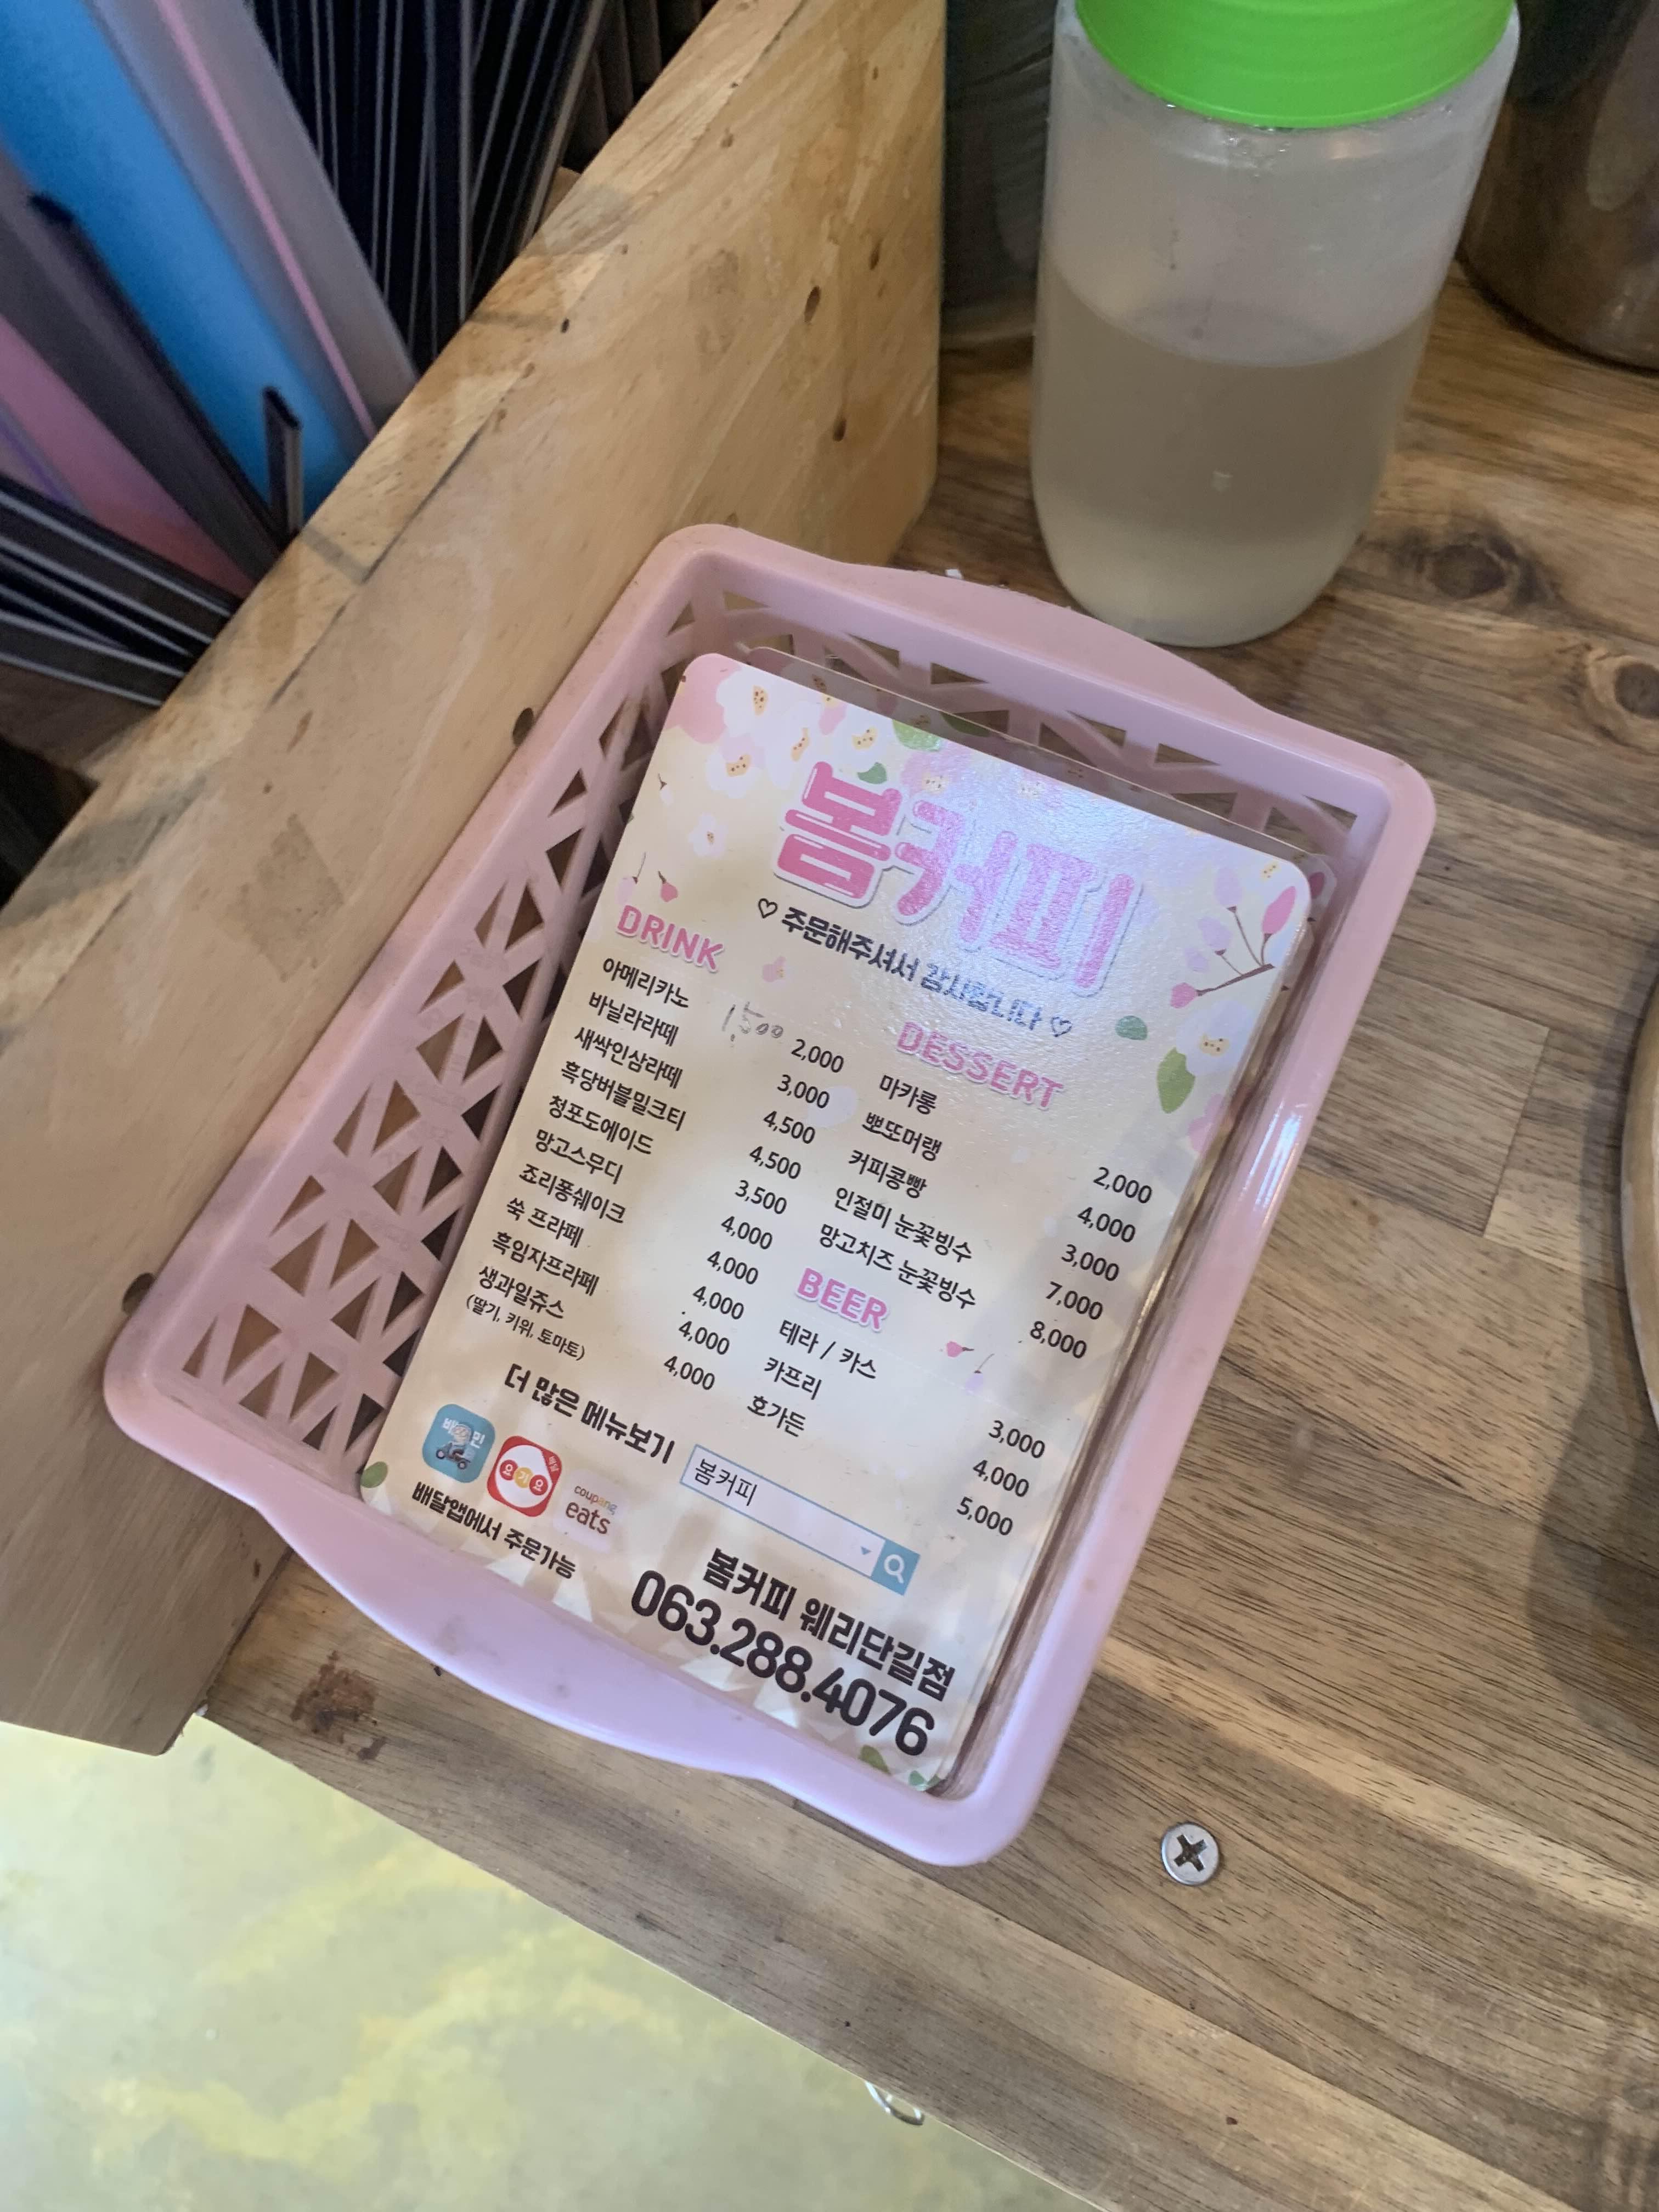 봄커피
♡ 주문해주셔서 감사합니다 ♡
DRINK
아메리카노 1,500 2,000
바닐라라떼 3,000
새싹인삼라떼 4,500
흑당버블밀크티 4,500
청포도에이드 3,500
망고스무디 4,000
죠리퐁쉐이크 4,000
쑥 프라페 4,000
흑임자프라페 4,000
생과일쥬스 4,000
(딸기, 키위, 토마토)
DESSERT
마카롱 2,000
뽀또머랭 4,000
커피콩빵 3,000
인절미 눈꽃빙수 7,000
망고치즈 눈꽃빙수 8,000
BEER
테라 / 카스 3,000
카프리 4,000
호가든 5,000
더 많은 메뉴보기
봄커피
요기요
배달
coupang
eats
배달앱에서 주문가능
봄커피 웨리단길점
063.288.4076